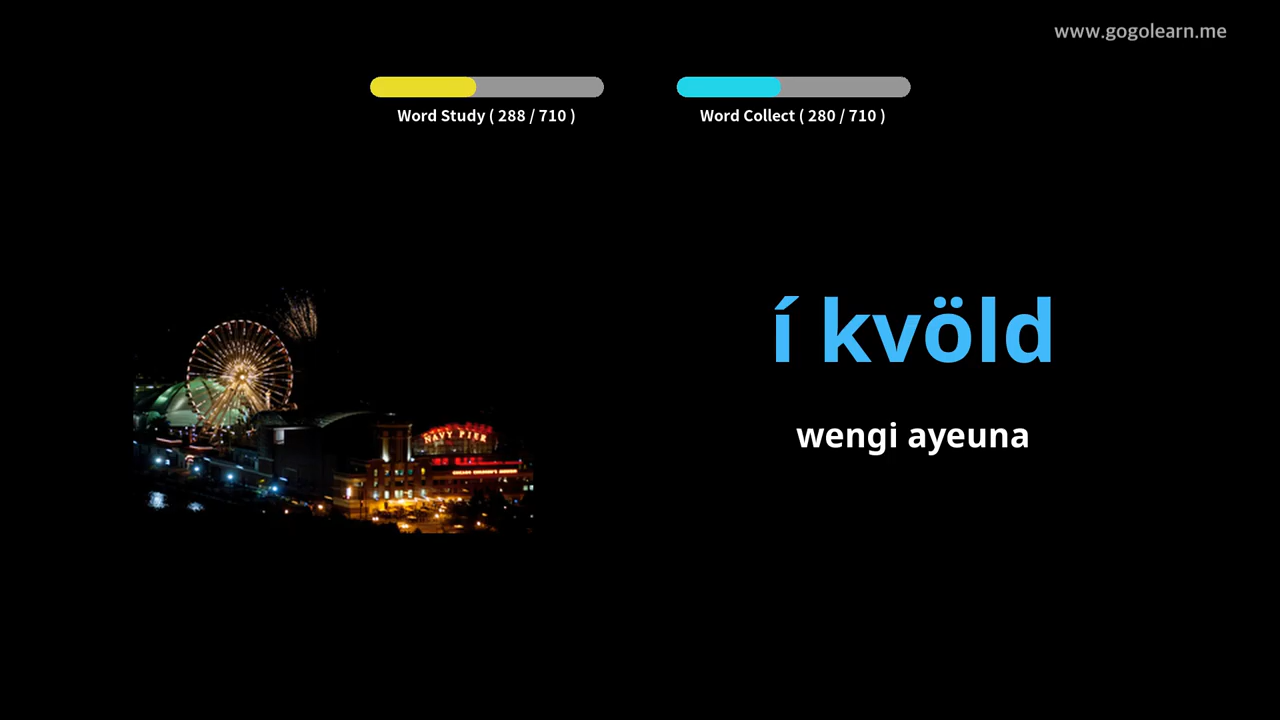 www.gogolearn.me
Word Study ( 288 / 710 )
Word Collect ( 280 / 710 )
í kvöld
wengi ayeuna
NAVY PIER